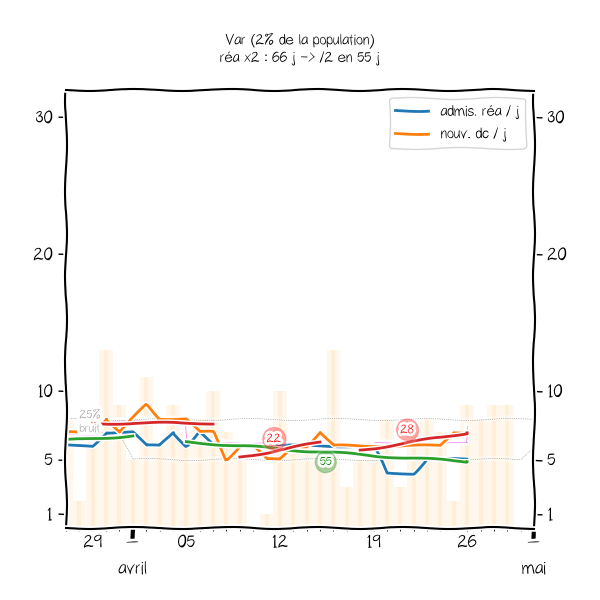 Var (2% de la population)
réa x2 : 66 j -> /2 en 55 j
admis. réa / j
nouv. dc / j
30
30
20
20
10
10
25%
bruit
22
28
55
5
5
1
1
29
05
12
19
26
avril
mai